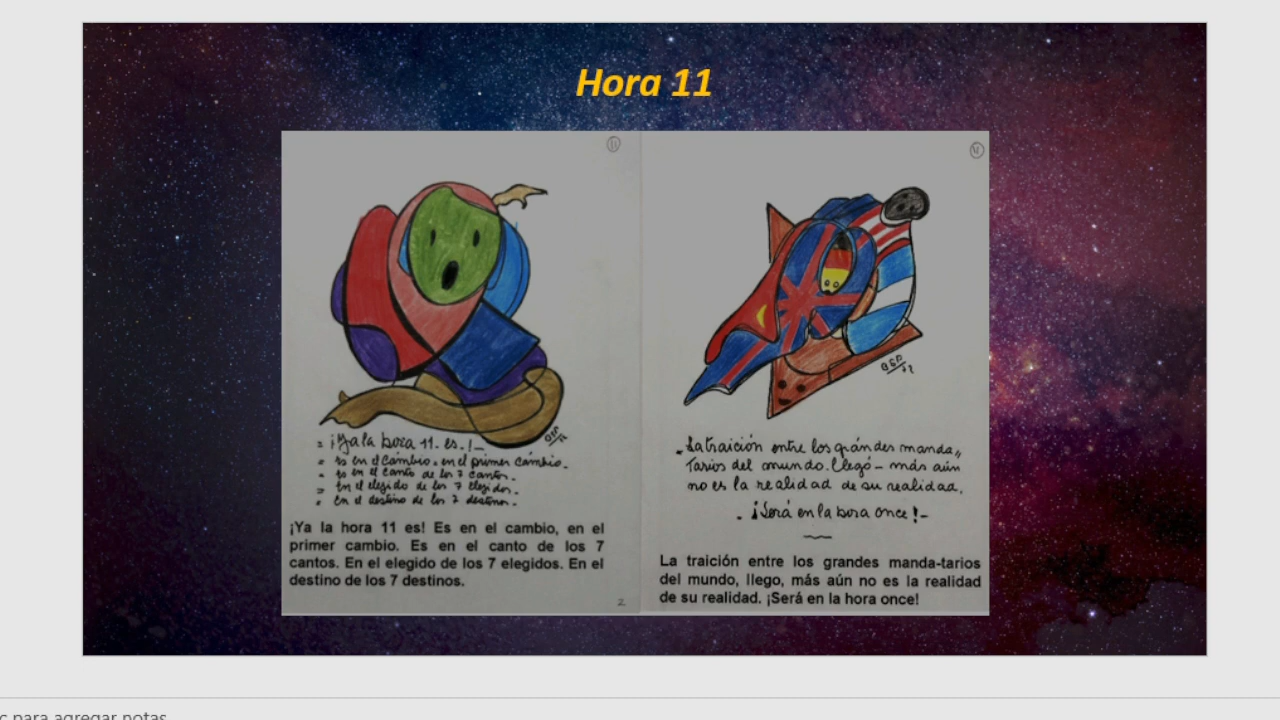 Hora 11
11
- ¡Ya la hora 11. es.!-
- es en el cambio. en el primer cambio.
- es en el canto de los 7 cantos.
- En el elegido de los 7 elegidos.
- En el destino de los 7 destinos.
¡Ya la hora 11 es! Es en el cambio, en el
primer cambio. Es en el canto de los 7
cantos. En el elegido de los 7 elegidos. En el
destino de los 7 destinos.
2
La traición entre los grandes manda„
tarios del mundo. llegó - más aún
no es la realidad de su realidad.
. ¡Será en la hora once!-
La traición entre los grandes manda-tarios
del mundo, llego, más aún no es la realidad
de su realidad. ¡Será en la hora once!
para agregar notas